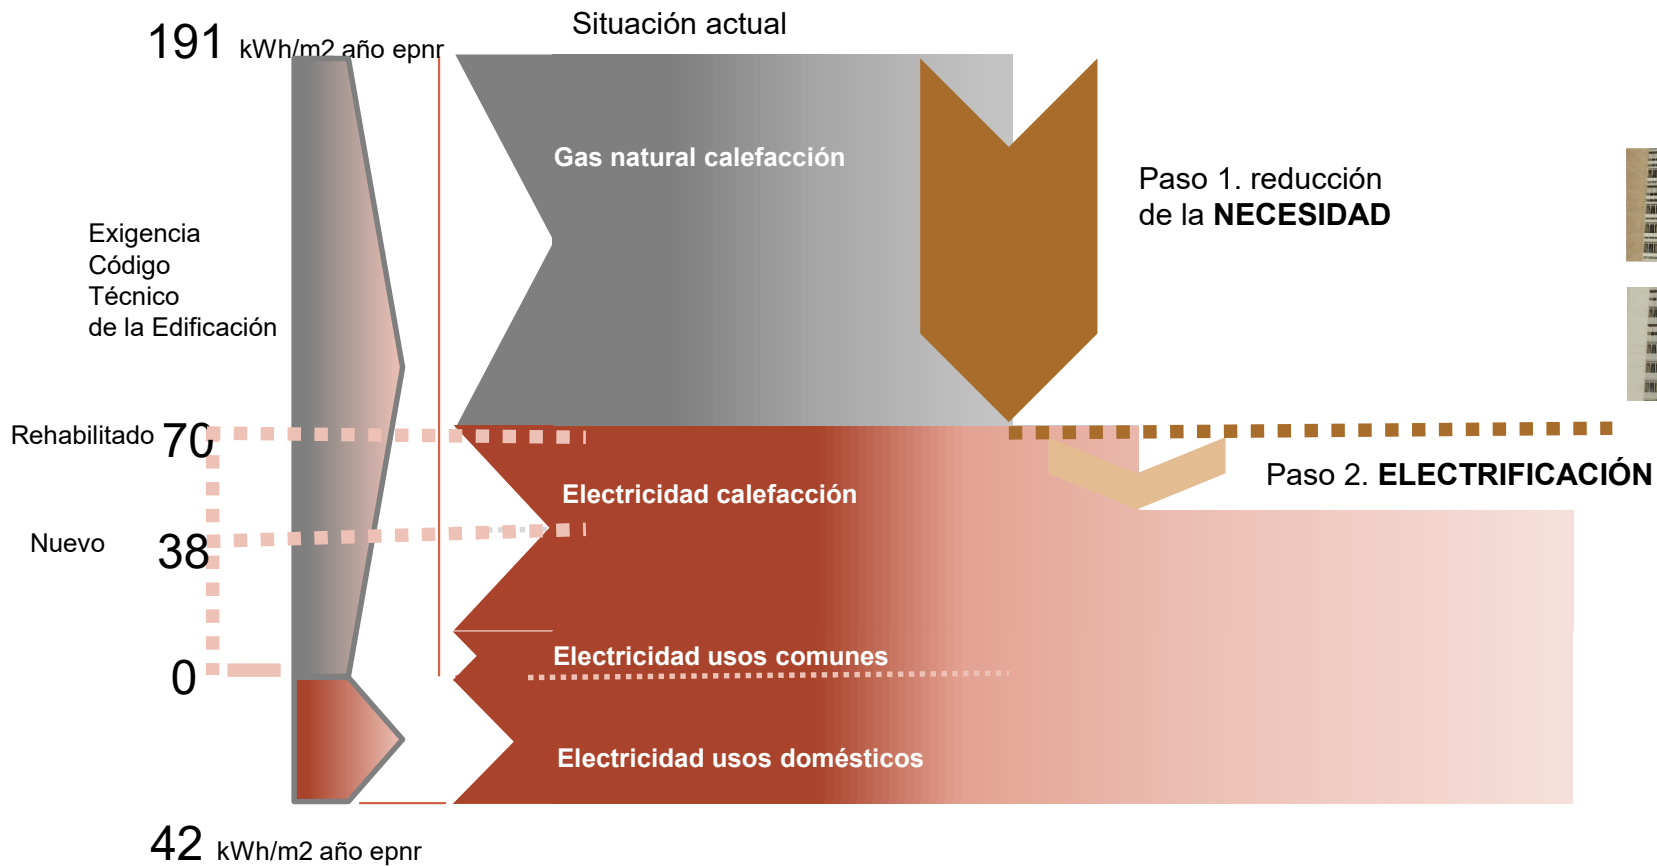 Situación actual
191 kWh/m2 año epnr
Gas natural calefacción
Paso 1. reducción
de la NECESIDAD
Exigencia
Código
Técnico
de la Edificación
Rehabilitado 70
Paso 2. ELECTRIFICACIÓN
Electricidad calefacción
Nuevo 38
Electricidad usos comunes
0
Electricidad usos domésticos
42 kWh/m2 año epnr